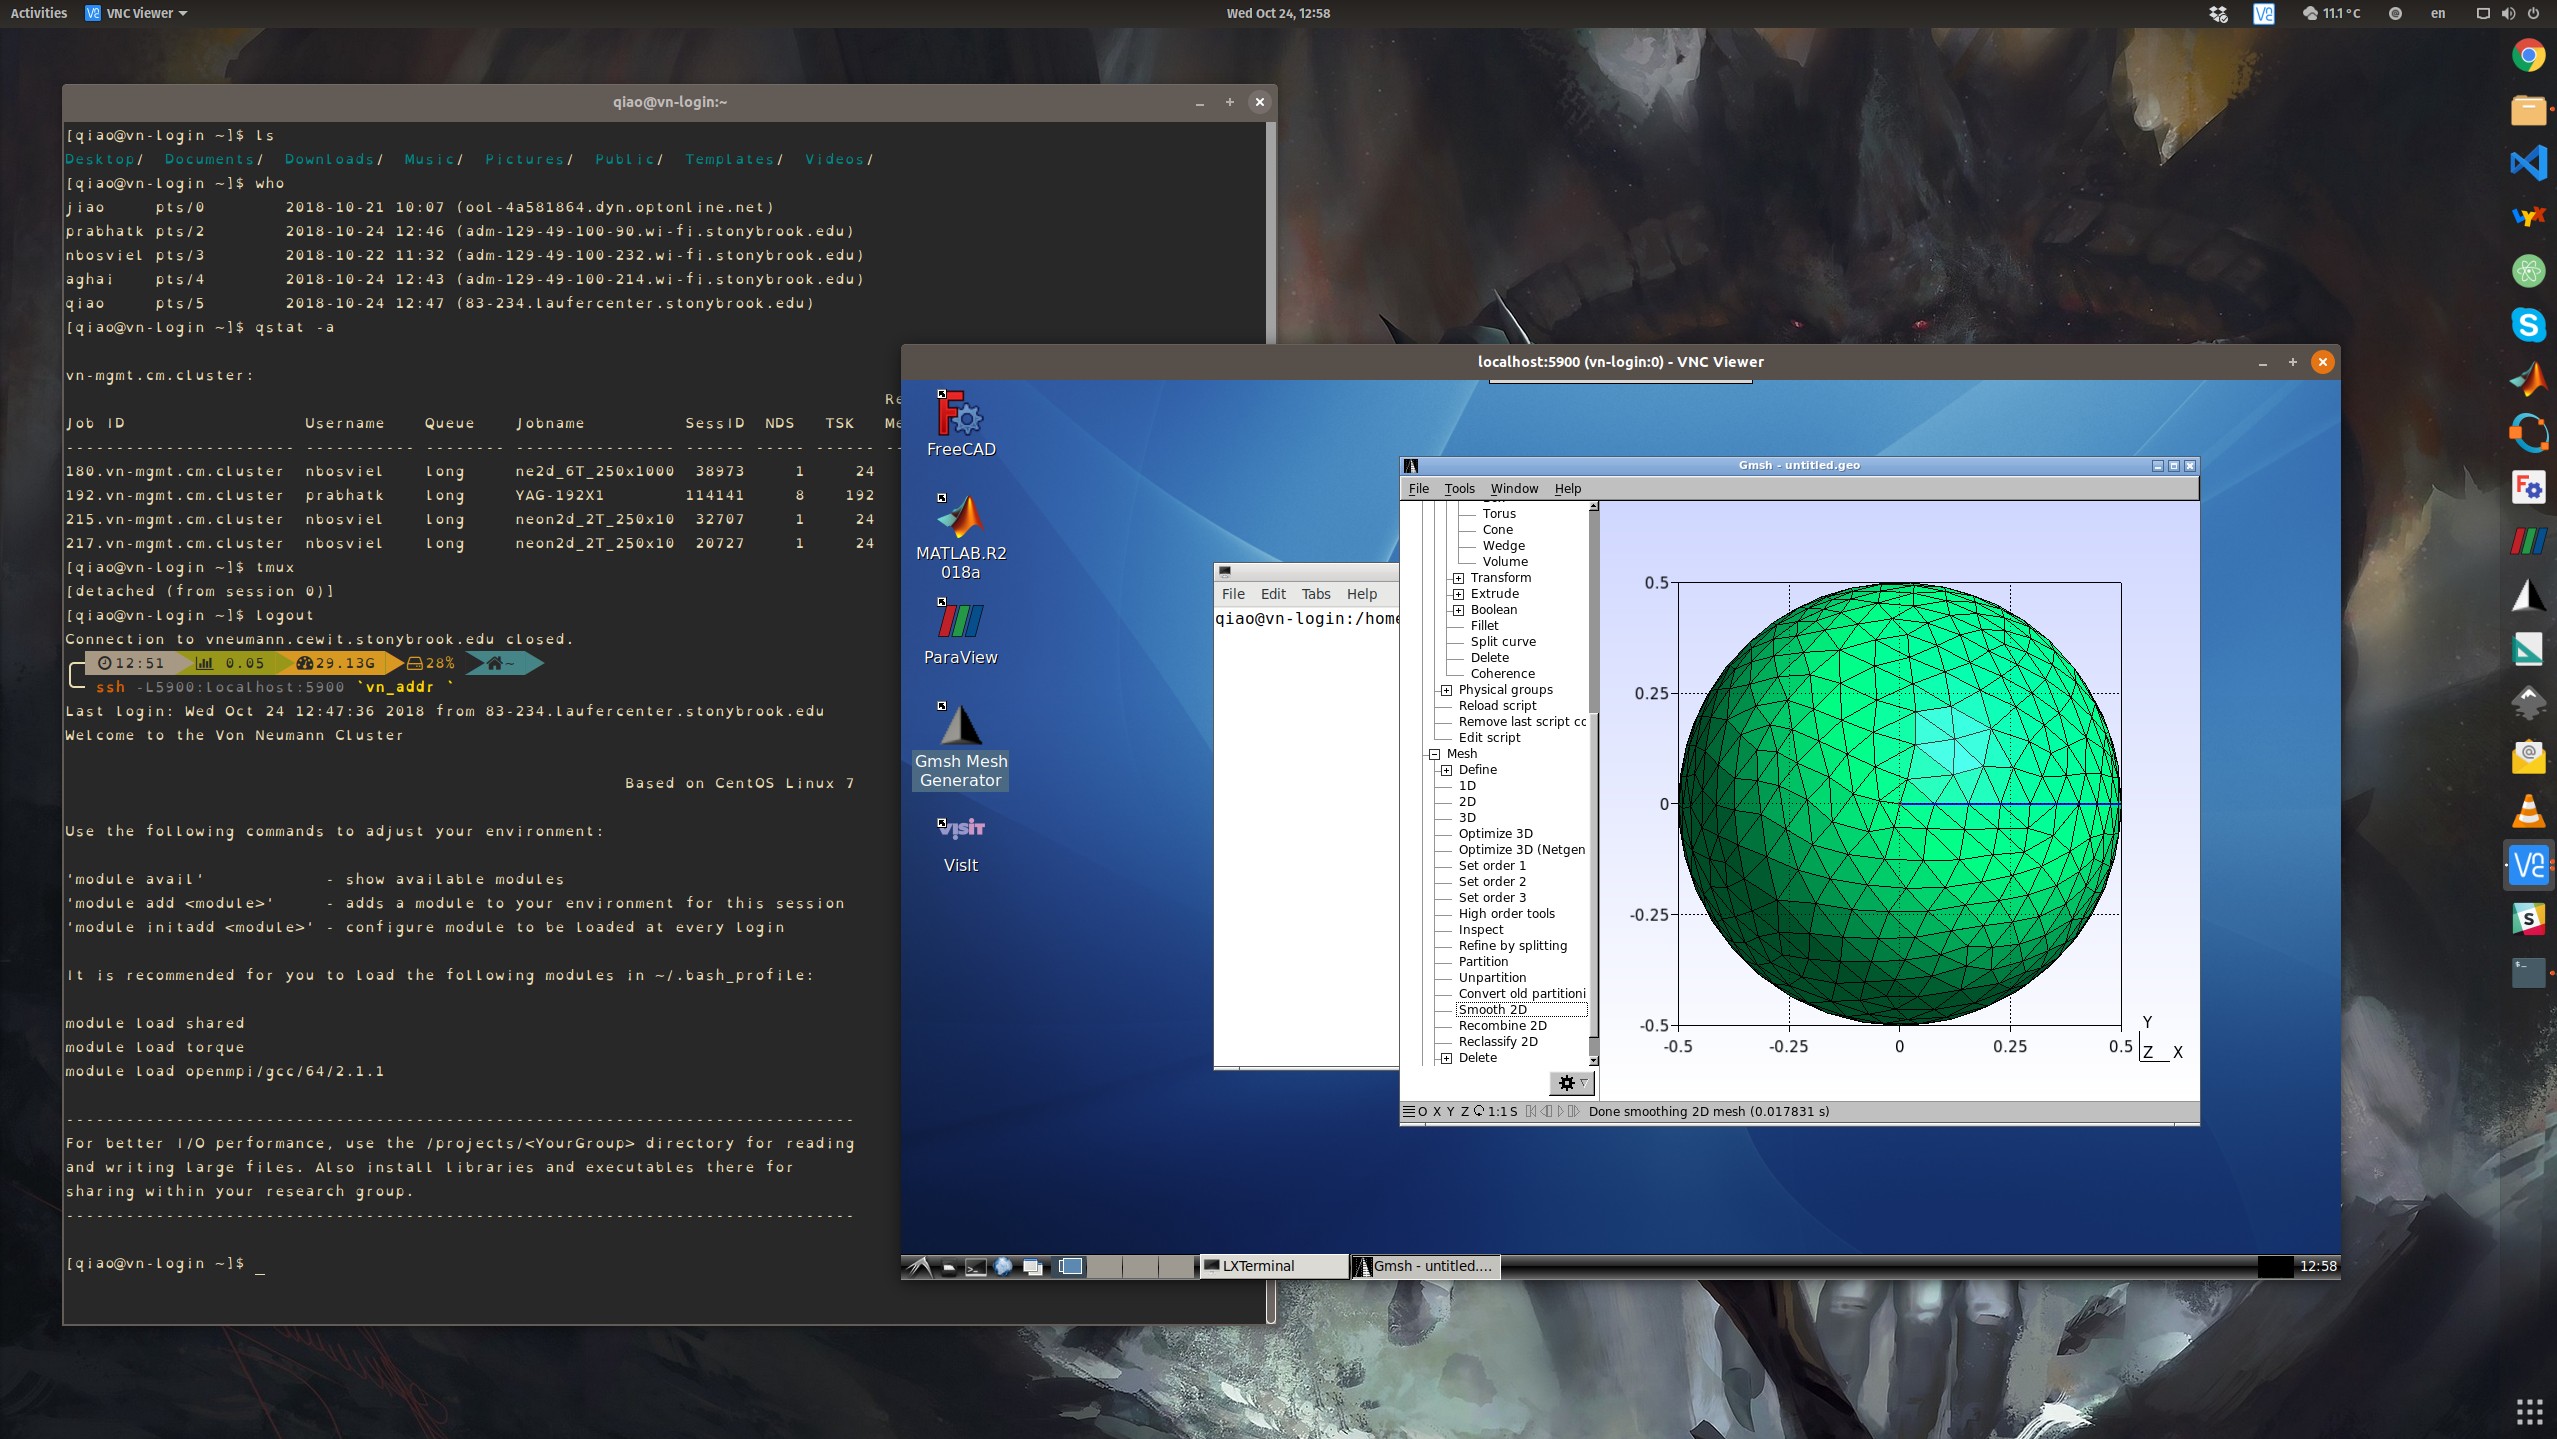 Activities VNC Viewer Wed Oct 24, 12:58 11.1 °C en
qiao@vn-login:~
[qiao@vn-login ~]$ ls
Desktop/ Documents/ Downloads/ Music/ Pictures/ Public/ Templates/ Videos/
[qiao@vn-login ~]$ who
jiao pts/0 2018-10-21 10:07 (ool-4a581864.dyn.optonline.net)
prabhatk pts/2 2018-10-24 12:46 (adm-129-49-100-90.wi-fi.stonybrook.edu)
nbosviel pts/3 2018-10-22 11:32 (adm-129-49-100-232.wi-fi.stonybrook.edu)
aghai pts/4 2018-10-24 12:43 (adm-129-49-100-214.wi-fi.stonybrook.edu)
qiao pts/5 2018-10-24 12:47 (83-234.laufercenter.stonybrook.edu)
[qiao@vn-login ~]$ qstat -a
vn-mgmt.cm.cluster:
Re
Job ID Username Queue Jobname SessID NDS TSK Me
----------------------- ----------- -------- ---------------- ------ ----- ------ --
180.vn-mgmt.cm.cluster nbosviel long ne2d_6T_250x1000 38973 1 24
192.vn-mgmt.cm.cluster prabhatk long YAG-192X1 114141 8 192
215.vn-mgmt.cm.cluster nbosviel long neon2d_2T_250x10 32707 1 24
217.vn-mgmt.cm.cluster nbosviel long neon2d_2T_250x10 20727 1 24
[qiao@vn-login ~]$ tmux
[detached (from session 0)]
[qiao@vn-login ~]$ logout
Connection to vneumann.cewit.stonybrook.edu closed.
12:51 0.05 29.13G 28% ~
ssh -L5900:localhost:5900 `vn_addr `
Last login: Wed Oct 24 12:47:36 2018 from 83-234.laufercenter.stonybrook.edu
Welcome to the Von Neumann Cluster
Based on CentOS Linux 7
Use the following commands to adjust your environment:
'module avail' - show available modules
'module add <module>' - adds a module to your environment for this session
'module initadd <module>' - configure module to be loaded at every login
It is recommended for you to load the following modules in ~/.bash_profile:
module load shared
module load torque
module load openmpi/gcc/64/2.1.1
-------------------------------------------------------------------------------
For better I/O performance, use the /projects/<YourGroup> directory for reading
and writing large files. Also install libraries and executables there for
sharing within your research group.
-------------------------------------------------------------------------------
[qiao@vn-login ~]$ _
localhost:5900 (vn-login:0) - VNC Viewer
FreeCAD
MATLAB.R2
018a
ParaView
Gmsh Mesh
Generator
VisIt
VisIt
File Edit Tabs Help
qiao@vn-login:/home
Gmsh - untitled.geo
File Tools Window Help
Torus
Cone
Wedge
Volume
Transform
Extrude
Boolean
Fillet
Split curve
Delete
Coherence
Physical groups
Reload script
Remove last script cc
Edit script
Mesh
Define
1D
2D
3D
Optimize 3D
Optimize 3D (Netgen
Set order 1
Set order 2
Set order 3
High order tools
Inspect
Refine by splitting
Partition
Unpartition
Convert old partitioni
Smooth 2D
Recombine 2D
Reclassify 2D
Delete
0.5
0.25
0
-0.25
-0.5
-0.5 -0.25 0 0.25 0.5
Y
Z X
O X Y Z 1:1 S Done smoothing 2D mesh (0.017831 s)
LXTerminal Gmsh - untitled.... 12:58